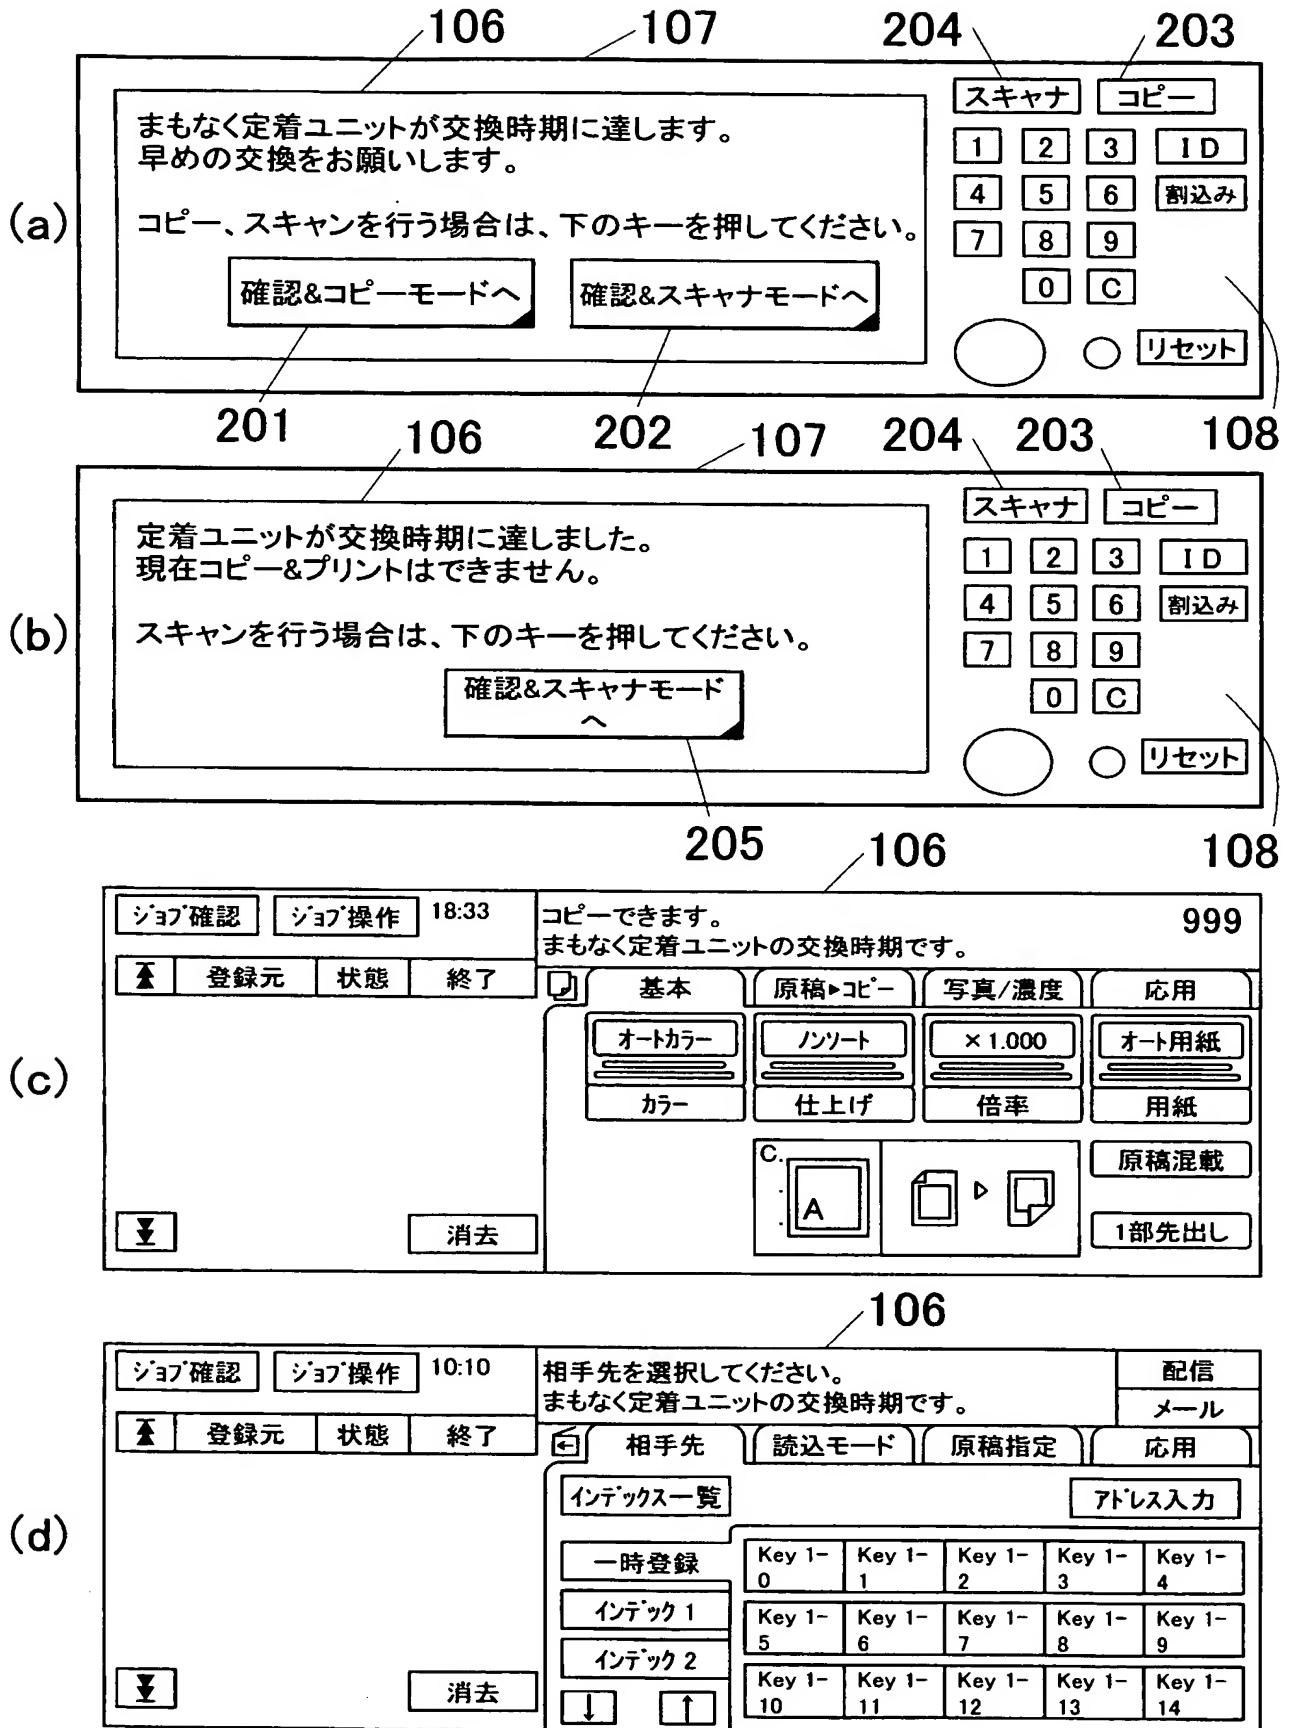 106
107
204
203
(a)
まもなく定着ユニットが交換時期に達します。
早めの交換をお願いします。
コピー、スキャンを行う場合は、下のキーを押してください。
確認&コピーモードへ
確認&スキャナモードへ
スキャナ
コピー
1 2 3 ID
4 5 6 割込み
7 8 9
0 C
リセット
201
202
108
106
107
204
203
(b)
定着ユニットが交換時期に達しました。
現在コピー&プリントはできません。
スキャンを行う場合は、下のキーを押してください。
確認&スキャナモード
へ
スキャナ
コピー
1 2 3 ID
4 5 6 割込み
7 8 9
0 C
リセット
205
108
106
(c)
ジョブ確認
ジョブ操作
18:33
登録元
状態
終了
消去
コピーできます。
まもなく定着ユニットの交換時期です。
999
基本
原稿▶コピー
写真/濃度
応用
オートカラー
ノンソート
×1.000
オート用紙
カラー
仕上げ
倍率
用紙
C.
A
原稿混載
1部先出し
106
(d)
ジョブ確認
ジョブ操作
10:10
登録元
状態
終了
消去
相手先を選択してください。
まもなく定着ユニットの交換時期です。
配信
メール
相手先
読込モード
原稿指定
応用
インデックス一覧
アドレス入力
一時登録
インデック 1
インデック 2
↓ ↑
Key 1-0
Key 1-1
Key 1-2
Key 1-3
Key 1-4
Key 1-5
Key 1-6
Key 1-7
Key 1-8
Key 1-9
Key 1-10
Key 1-11
Key 1-12
Key 1-13
Key 1-14